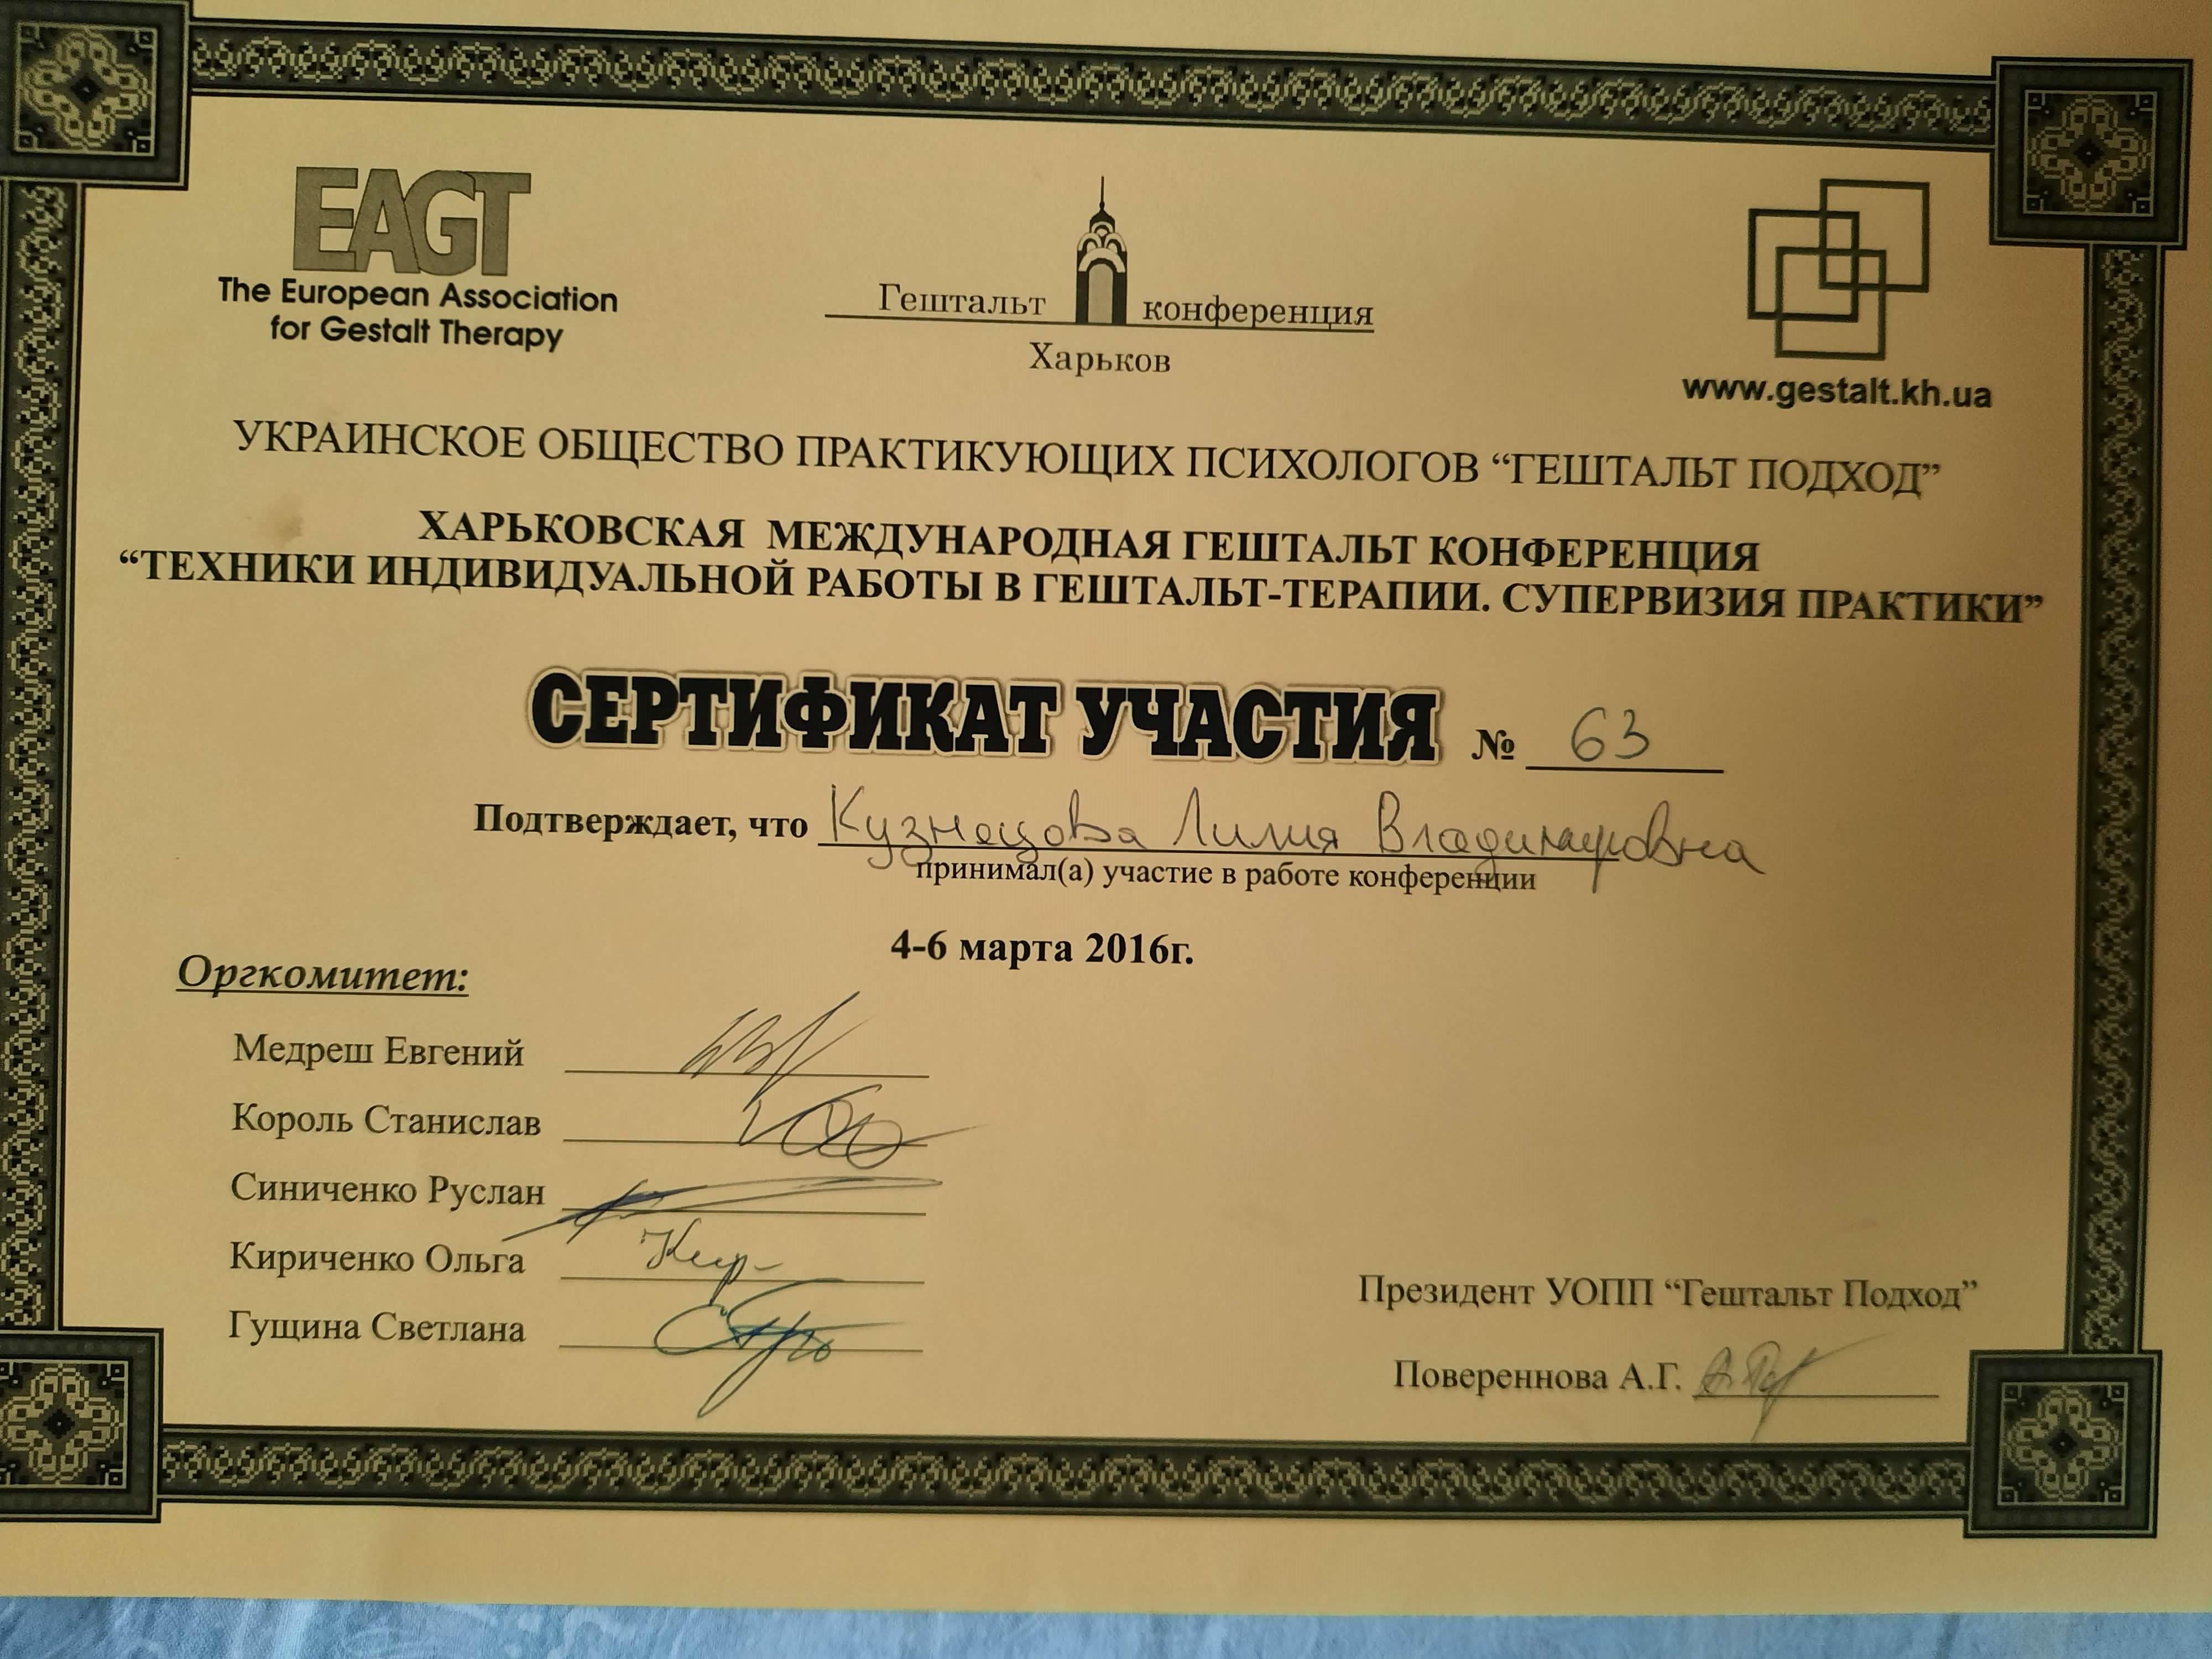 EAGT
The European Association
for Gestalt Therapy
Гештальт конференция
Харьков
www.gestalt.kh.ua
УКРАИНСКОЕ ОБЩЕСТВО ПРАКТИКУЮЩИХ ПСИХОЛОГОВ “ГЕШТАЛЬТ ПОДХОД”
ХАРЬКОВСКАЯ МЕЖДУНАРОДНАЯ ГЕШТАЛЬТ КОНФЕРЕНЦИЯ
“ТЕХНИКИ ИНДИВИДУАЛЬНОЙ РАБОТЫ В ГЕШТАЛЬТ-ТЕРАПИИ. СУПЕРВИЗИЯ ПРАКТИКИ”
СЕРТИФИКАТ УЧАСТИЯ № 63
Подтверждает, что Кузнецова Лилия Владимировна
принимал(а) участие в работе конференции
4-6 марта 2016г.
Оргкомитет:
Медреш Евгений
Король Станислав
Синиченко Руслан
Кириченко Ольга
Гущина Светлана
Президент УОПП “Гештальт Подход”
Повереннова А.Г.